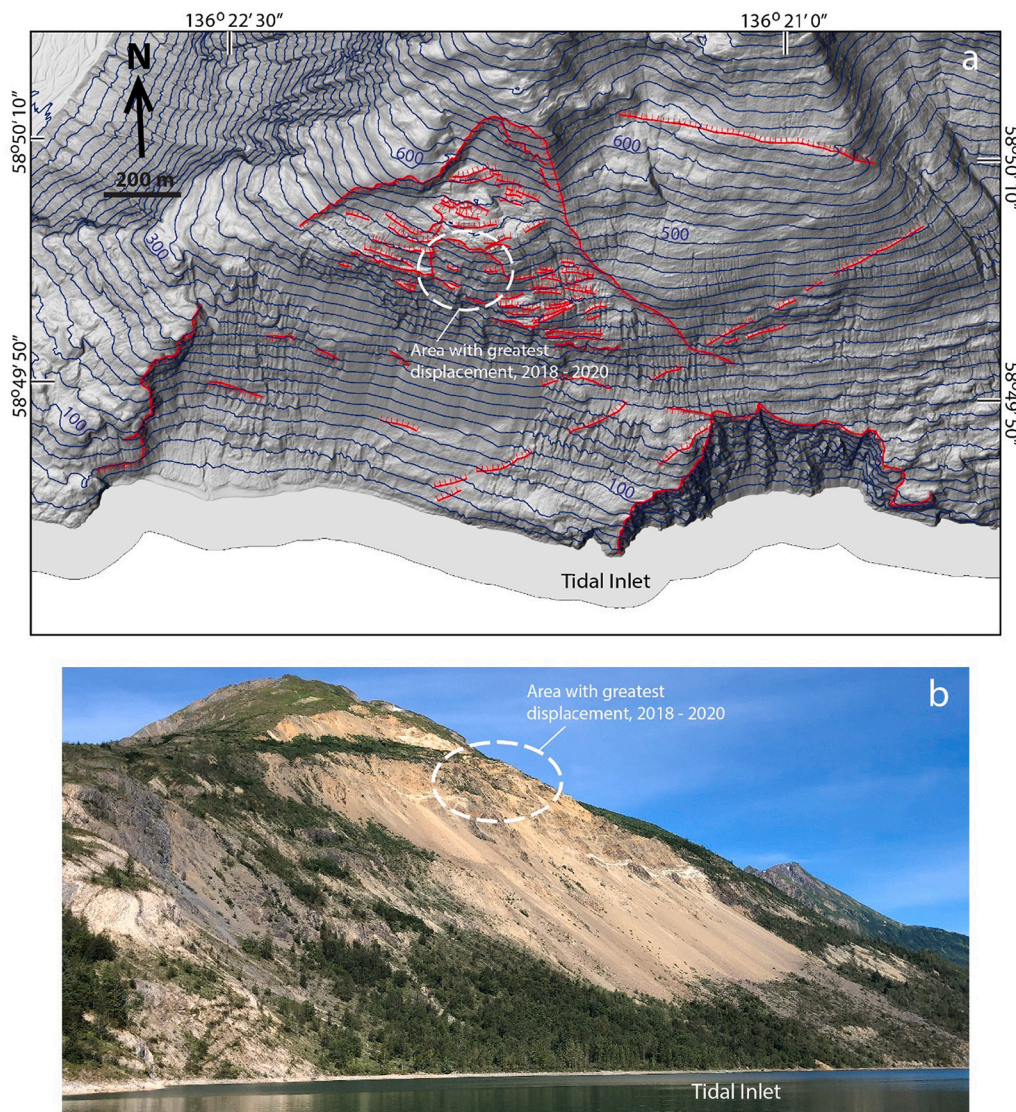 136° 22' 30"
136° 21' 0"
a
N
58° 50' 10"
58° 50' 10"
200 m
600
600
500
300
Area with greatest
displacement, 2018 - 2020
58° 49' 50"
58° 49' 50"
100
100
Tidal Inlet
b
Area with greatest
displacement, 2018 - 2020
Tidal Inlet